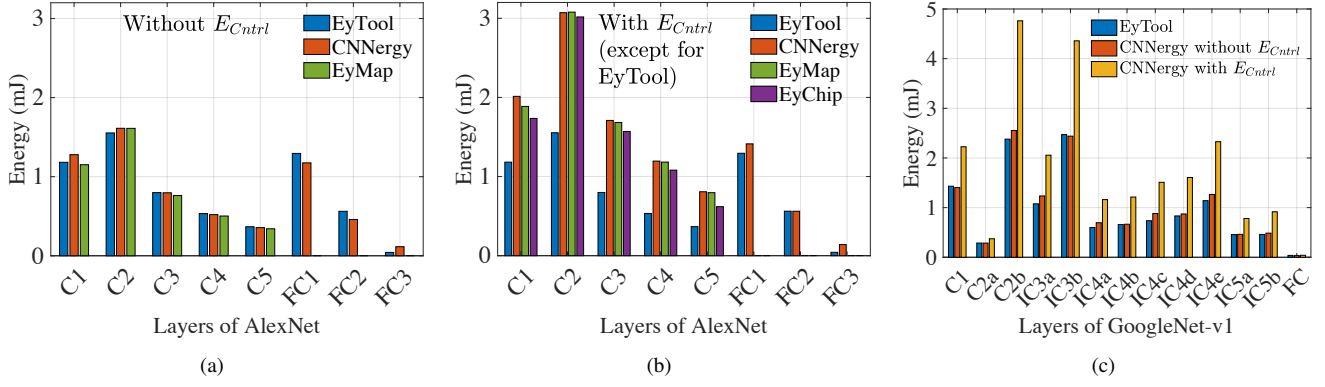 Without E_Cntrl
EyTool
CNNergy
EyMap
Energy (mJ)
3
2
1
0
C1 C2 C3 C4 C5 FC1 FC2 FC3
Layers of AlexNet
(a)
With E_Cntrl
(except for
EyTool)
EyTool
CNNergy
EyMap
EyChip
Energy (mJ)
3
2
1
0
C1 C2 C3 C4 C5 FC1 FC2 FC3
Layers of AlexNet
(b)
EyTool
CNNergy without E_Cntrl
CNNergy with E_Cntrl
Energy (mJ)
5
4
3
2
1
0
C1 C2a C2b IC3a IC3b IC4a IC4b IC4c IC4d IC4e IC5a IC5b FC
Layers of GoogleNet-v1
(c)